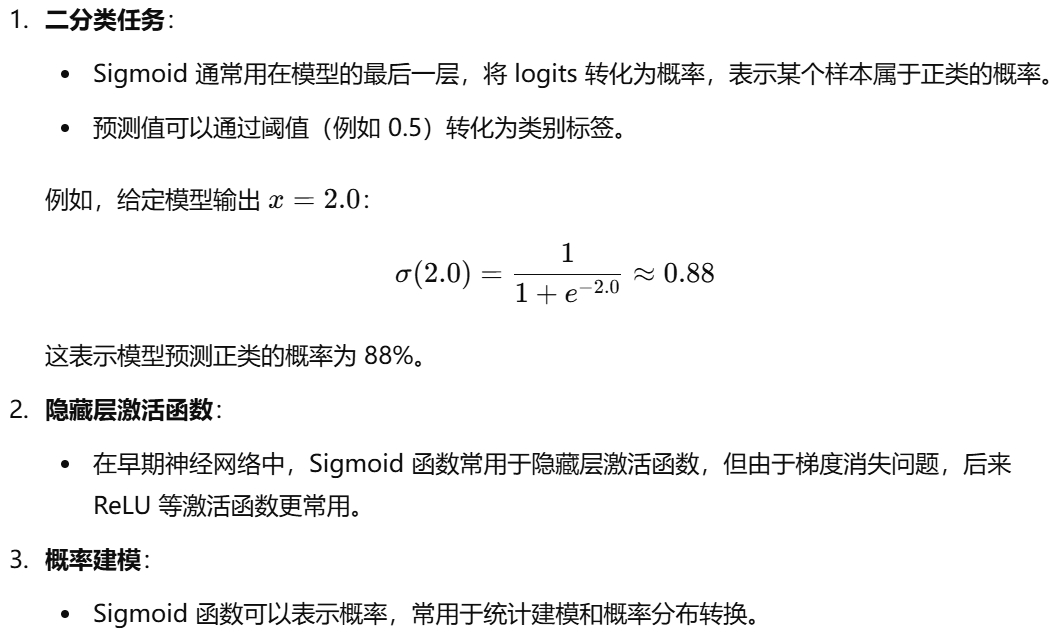 1. 二分类任务：
• Sigmoid 通常用在模型的最后一层，将 logits 转化为概率，表示某个样本属于正类的概率。
• 预测值可以通过阈值（例如 0.5）转化为类别标签。
例如，给定模型输出 x = 2.0：
σ(2.0) = 1 / (1 + e^{-2.0}) ≈ 0.88
这表示模型预测正类的概率为 88%。
2. 隐藏层激活函数：
• 在早期神经网络中，Sigmoid 函数常用于隐藏层激活函数，但由于梯度消失问题，后来
ReLU 等激活函数更常用。
3. 概率建模：
• Sigmoid 函数可以表示概率，常用于统计建模和概率分布转换。